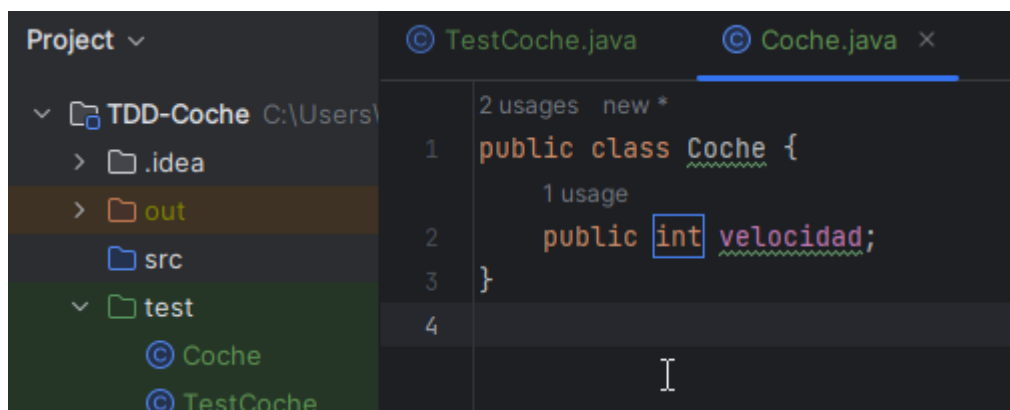 Project
TDD-Coche C:\Users\
.idea
out
src
test
Coche
TestCoche
TestCoche.java Coche.java ×
2 usages new *
1 public class Coche {
1 usage
2 public int velocidad;
3 }
4